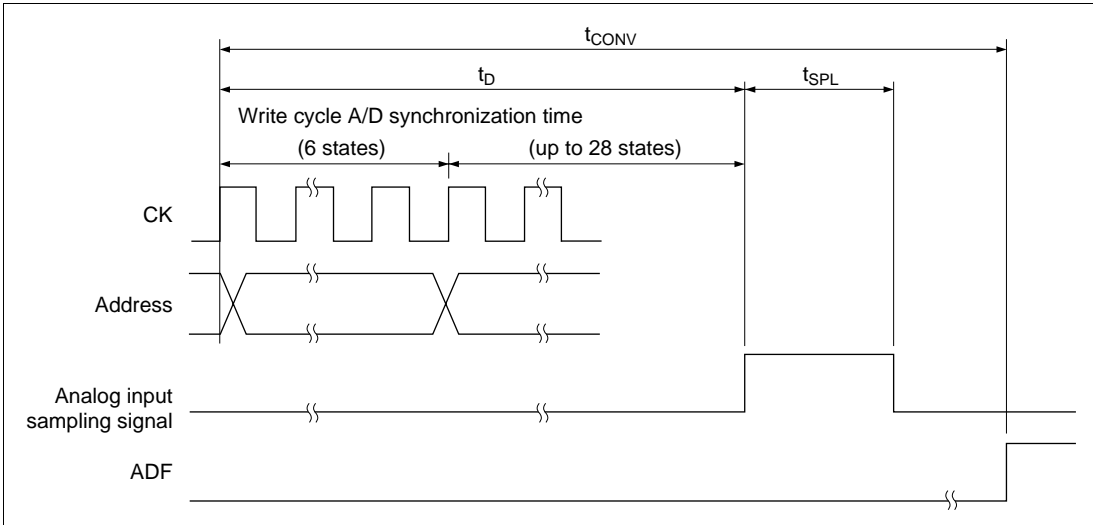 tCONV
tD
tSPL
Write cycle A/D synchronization time
(6 states)
(up to 28 states)
CK
Address
Analog input
sampling signal
ADF